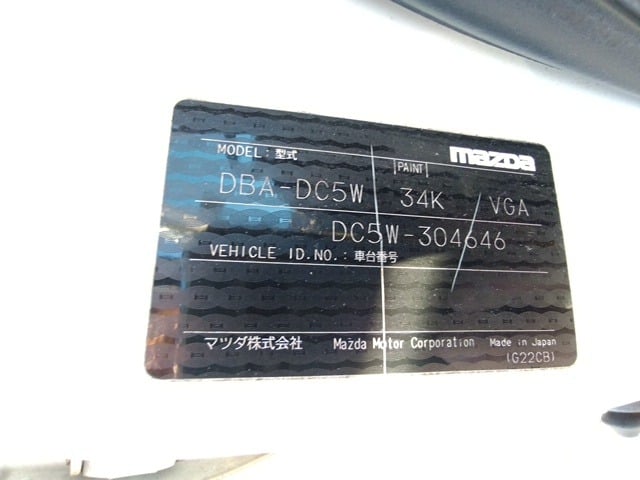 mazda
MODEL: 型式 PAINT
DBA-DC5W 34K VGA
DC5W-304646
VEHICLE ID.NO.: 車台番号
マツダ株式会社 Mazda Motor Corporation Made in Japan
(G22CB)